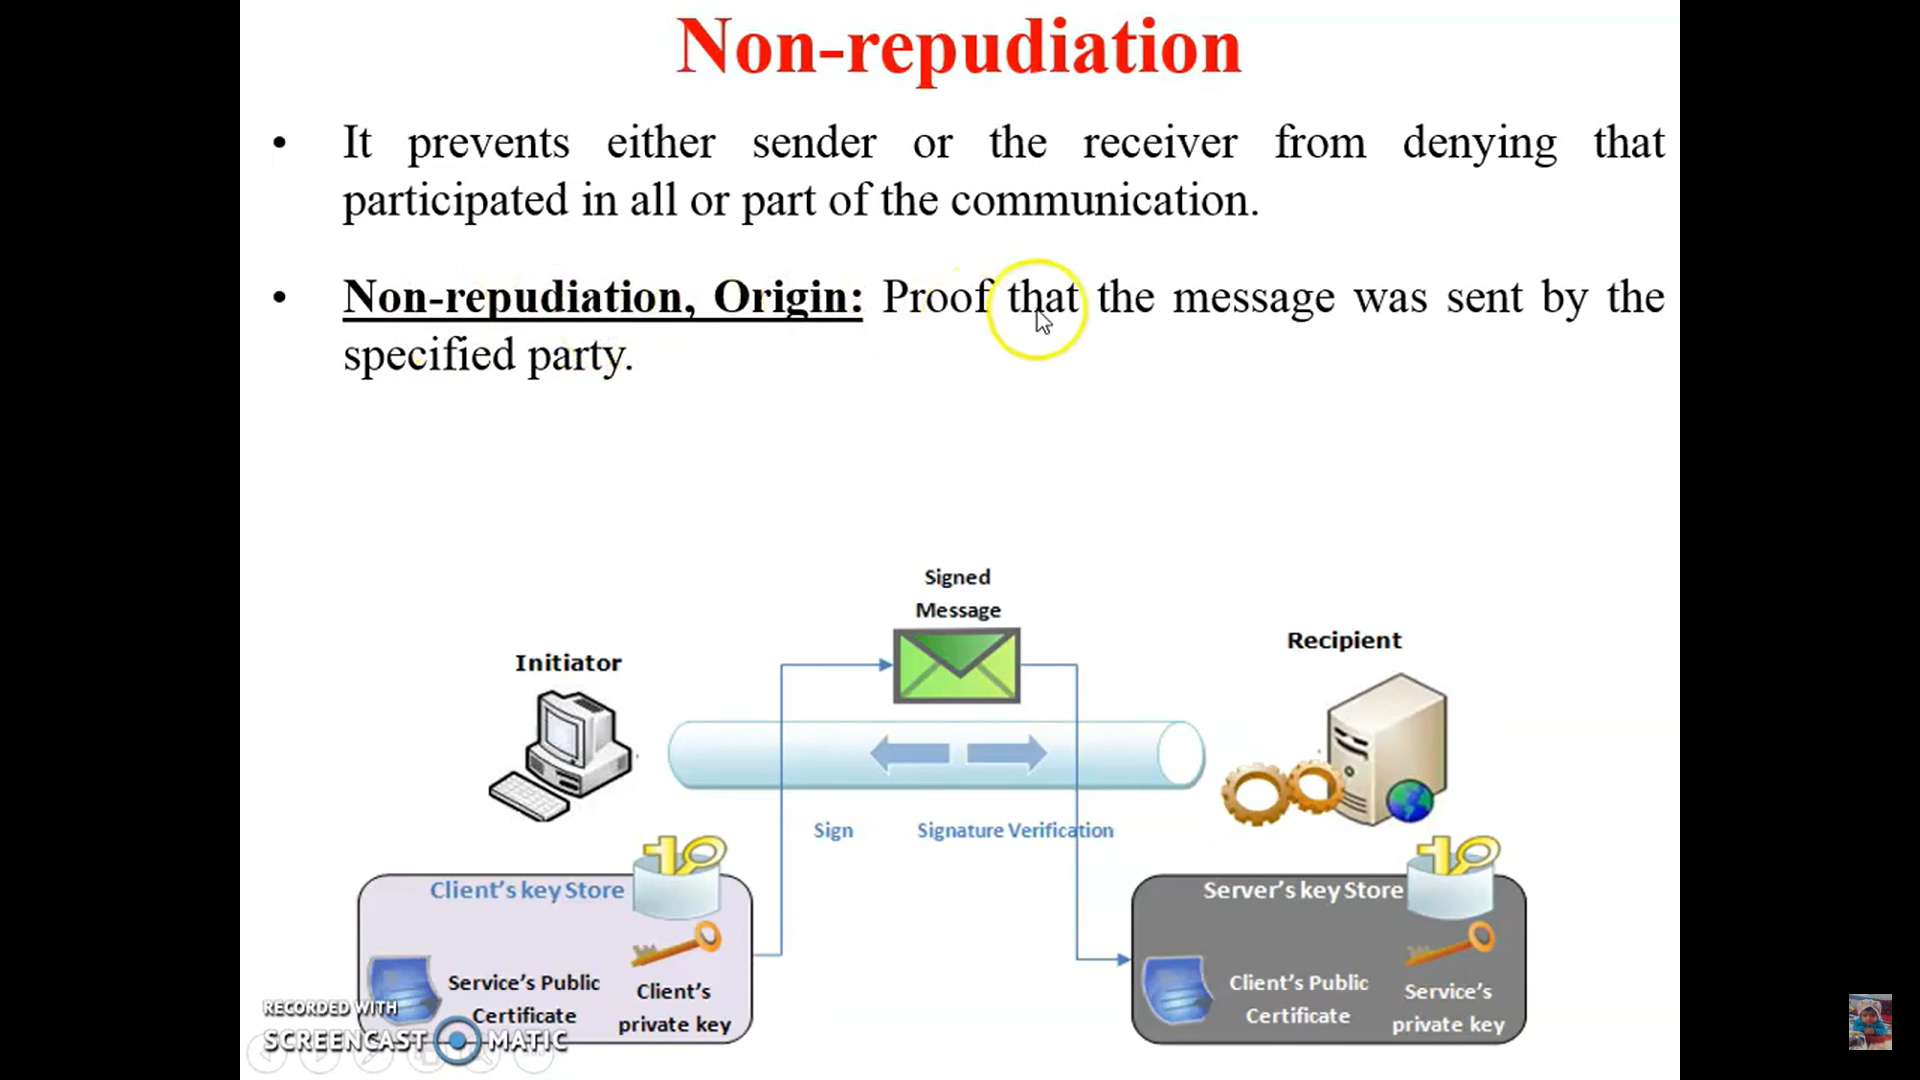 Non-repudiation
• It prevents either sender or the receiver from denying that
participated in all or part of the communication.
• Non-repudiation, Origin: Proof that the message was sent by the
specified party.
Signed
Message
Initiator
Recipient
Sign
Signature Verification
Client's key Store
Service's Public
Certificate
Client's
private key
Server's key Store
Client's Public
Certificate
Service's
private key
RECORDED WITH
SCREENCAST MATIC